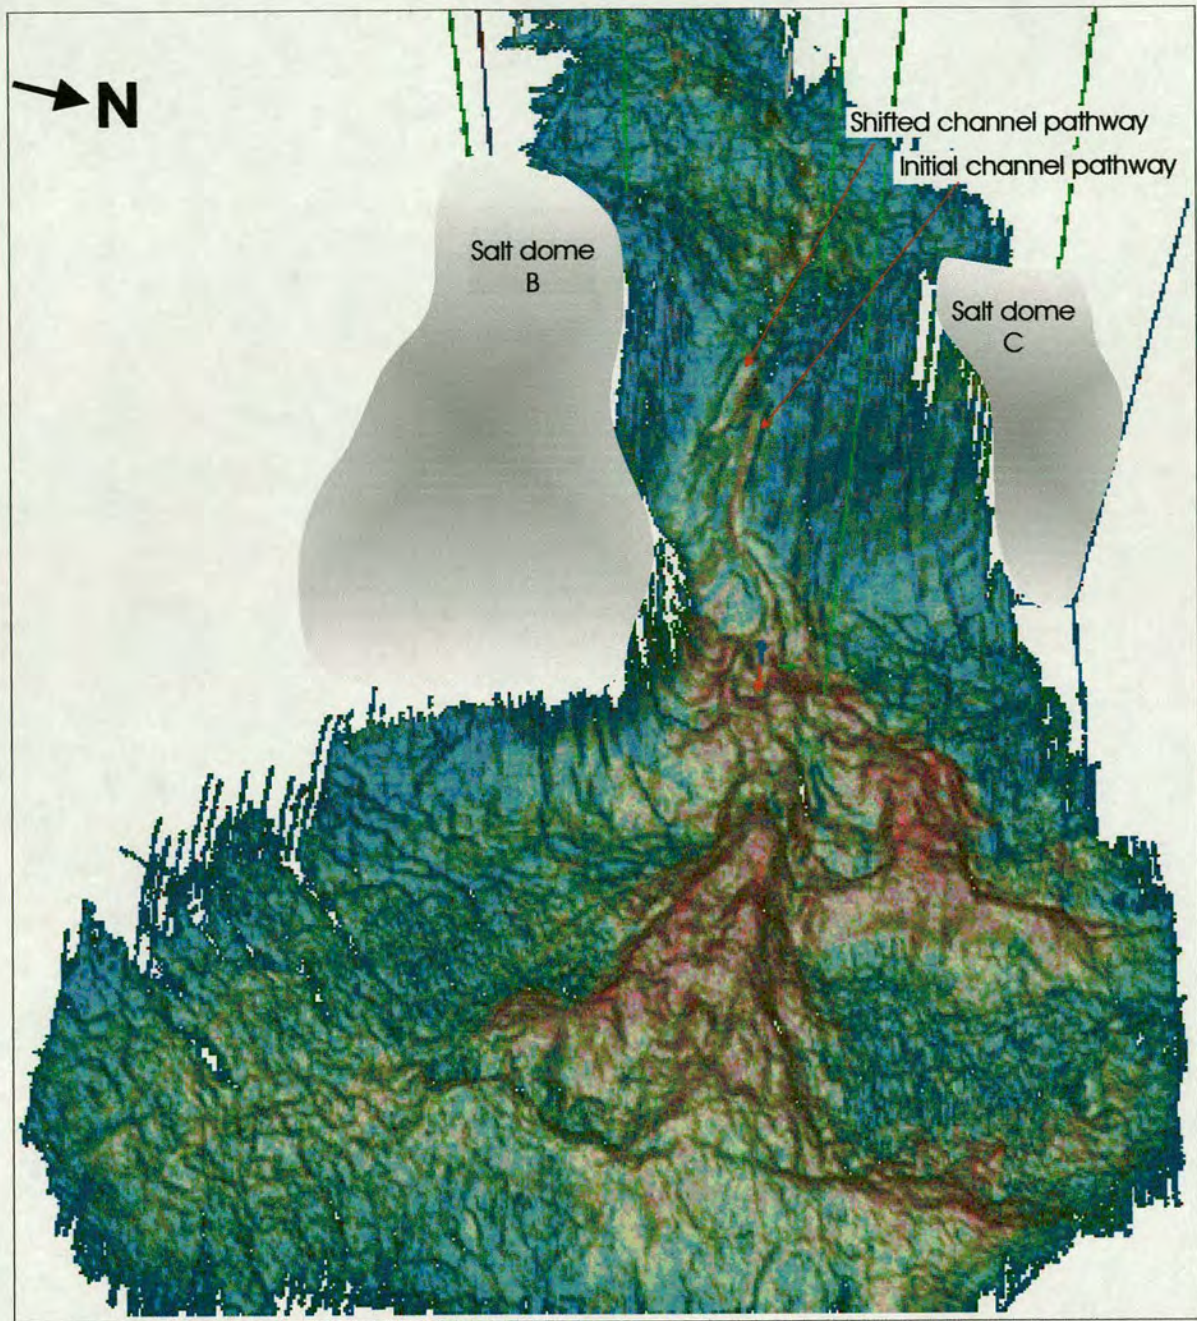 N
Shifted channel pathway
Initial channel pathway
Salt dome
B
Salt dome
C